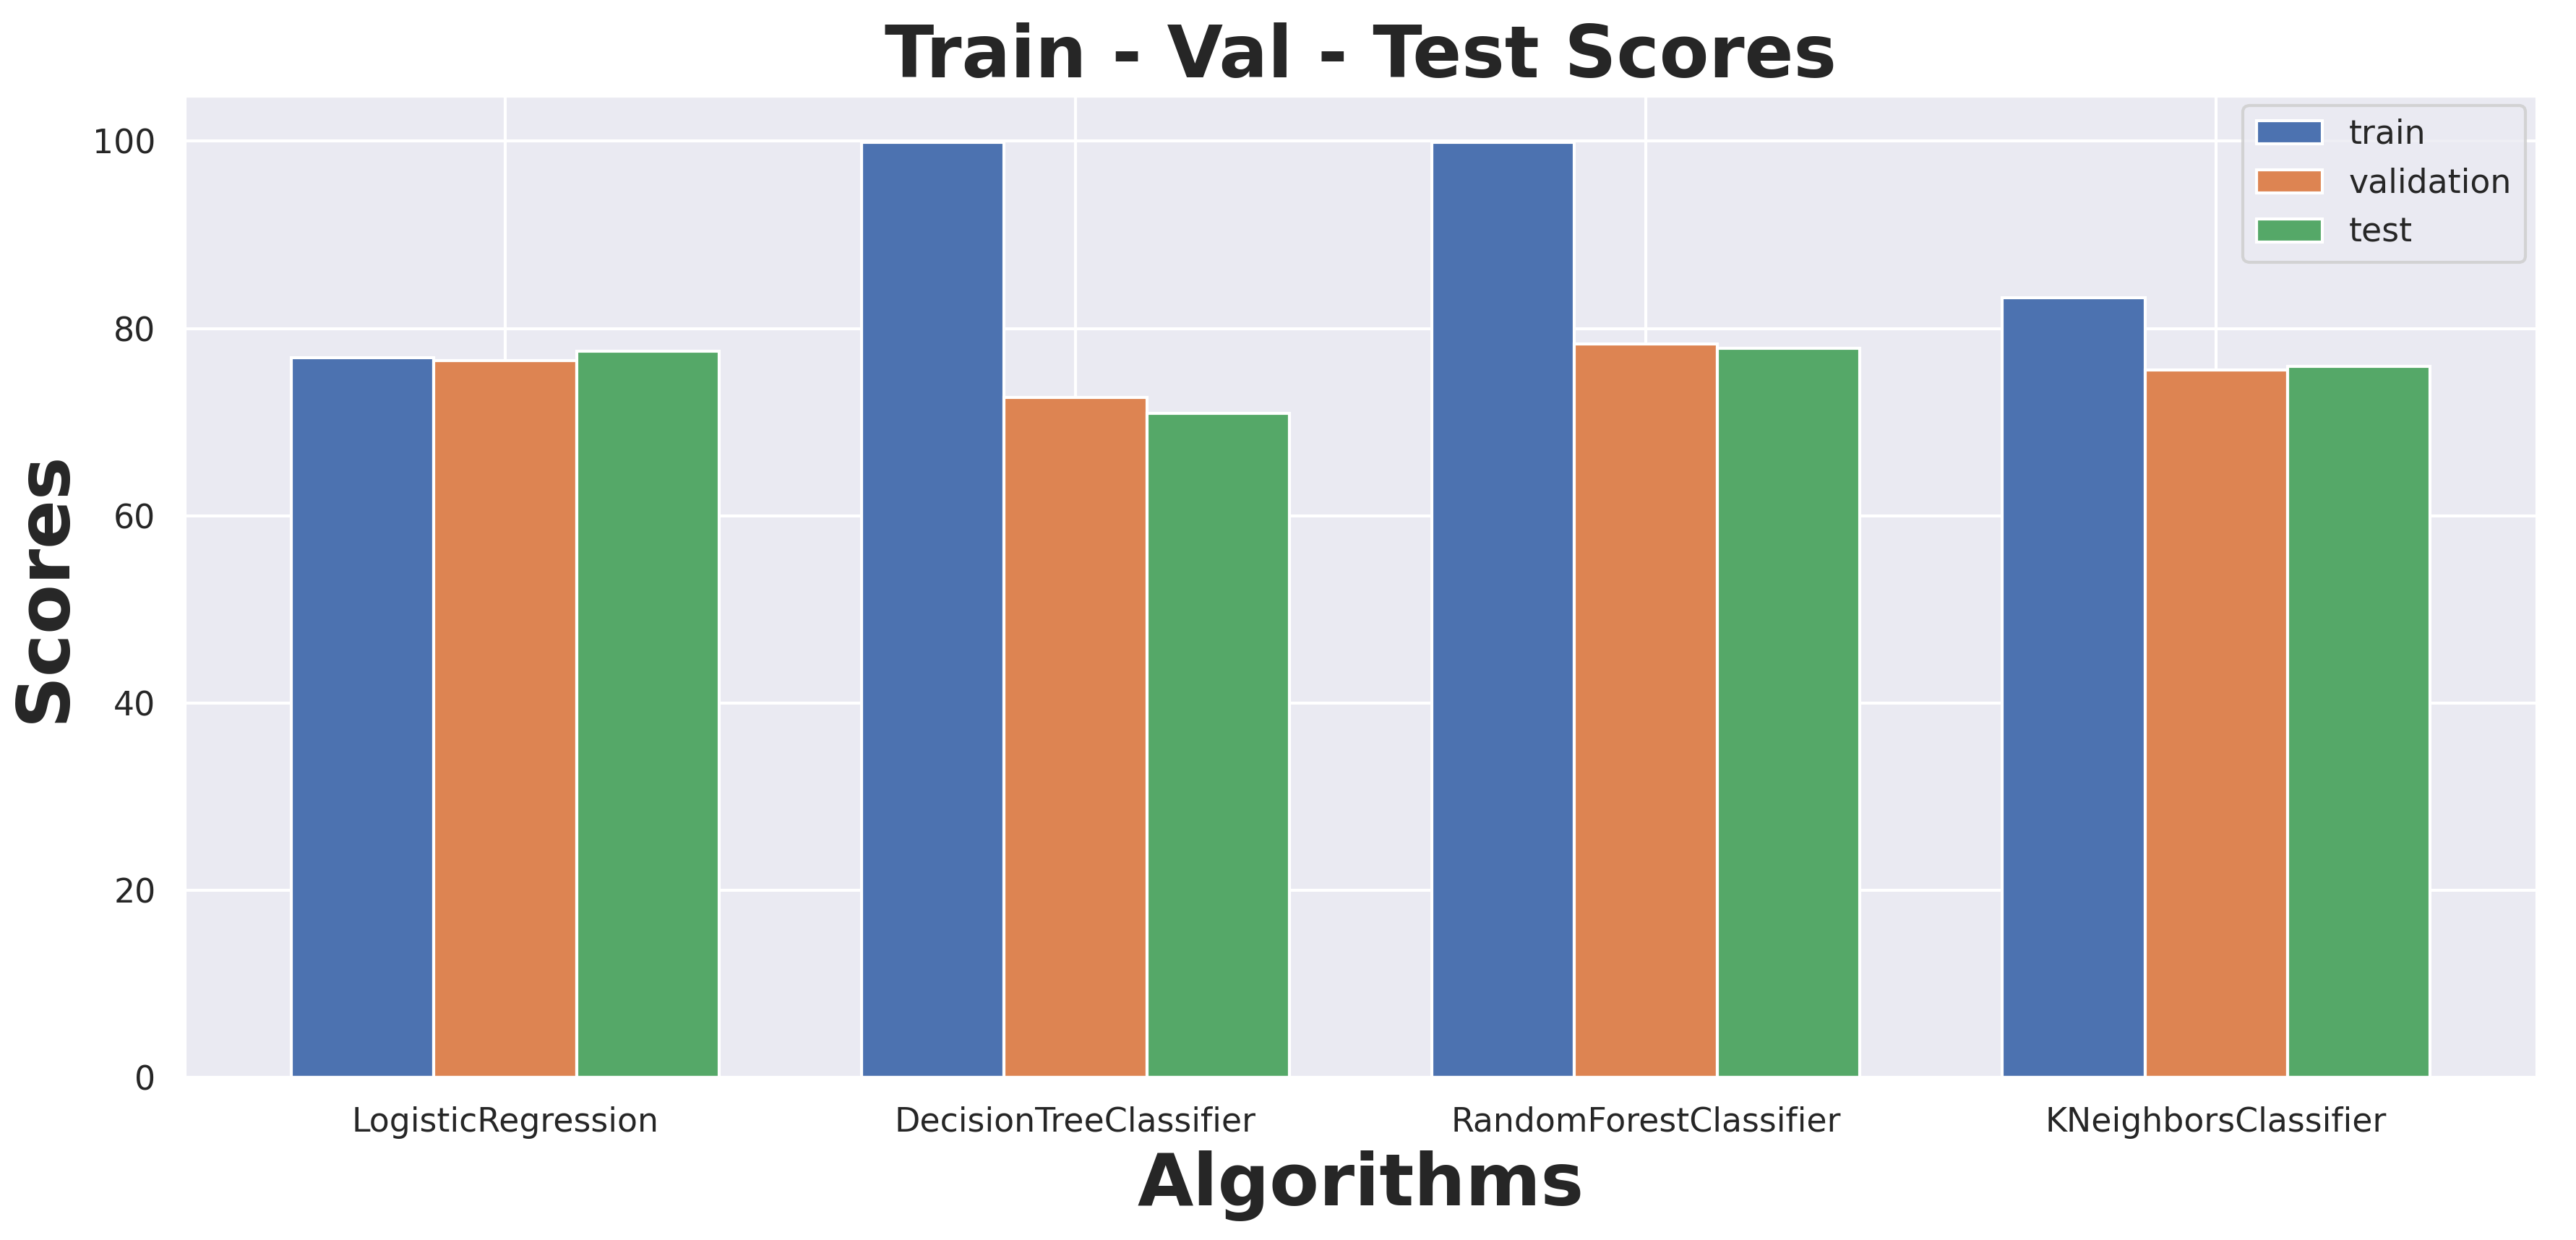 Train - Val - Test Scores
train
validation
test
Scores
100
80
60
40
20
0
LogisticRegression
DecisionTreeClassifier
RandomForestClassifier
KNeighborsClassifier
Algorithms